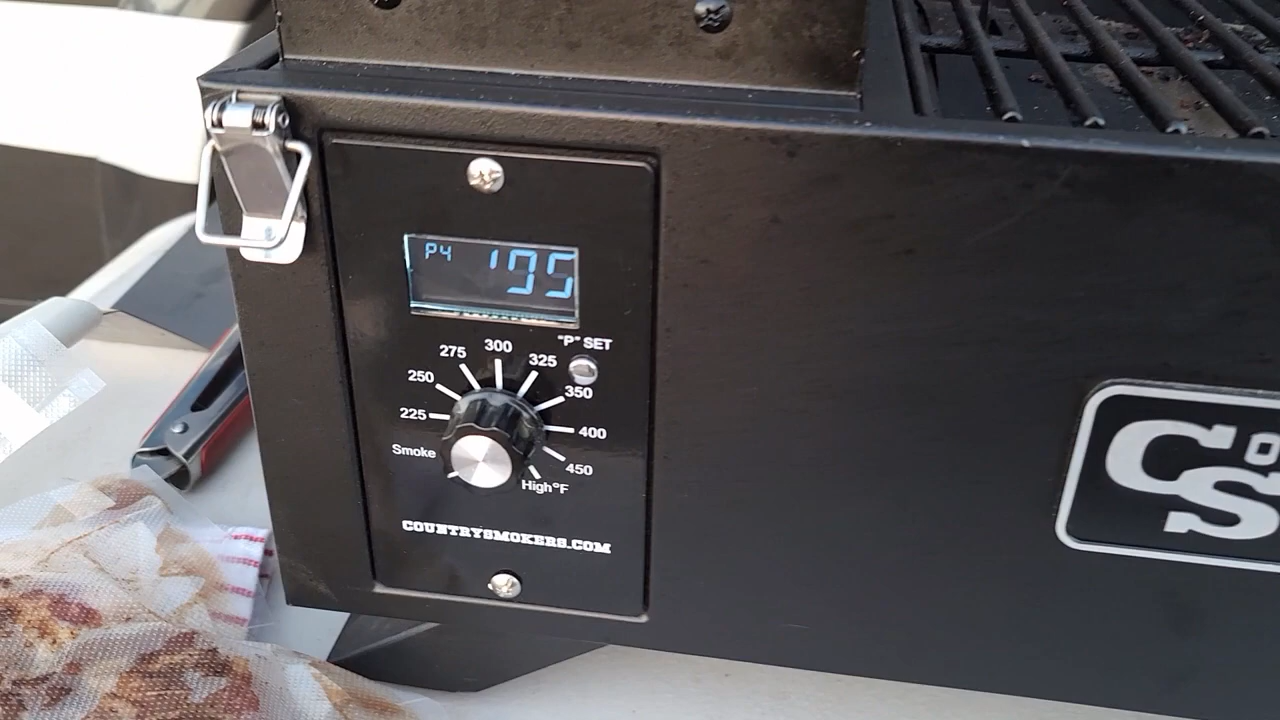 P4 195
"P" SET
300
275 325
250 350
225 400
Smoke 450
High°F
COUNTRYSMOKERS.COM
CS